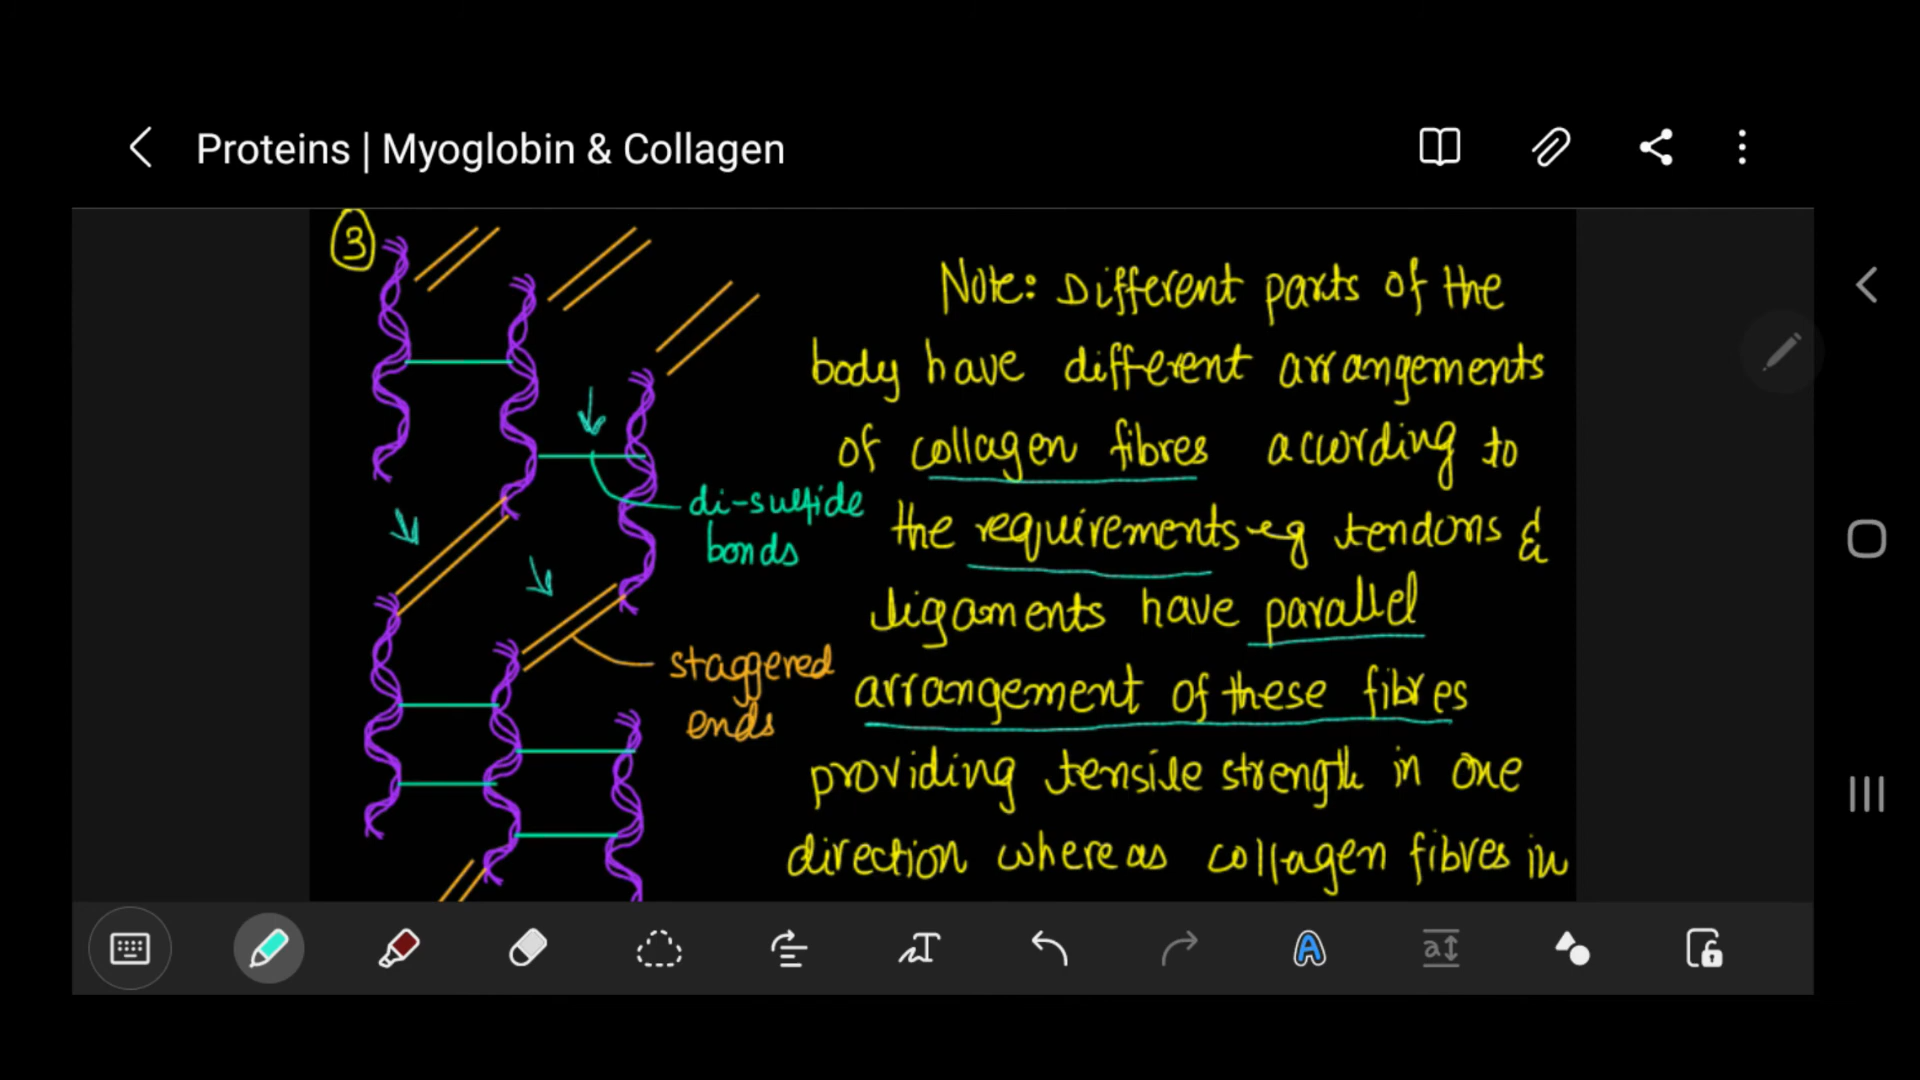 Proteins | Myoglobin & Collagen
3
Note: Different parts of the
body have different arrangements
of collagen fibres according to
the requirements eg tendons &
ligaments have parallel
arrangement of these fibres
providing tensile strength in one
direction whereas collagen fibres in
di-sulfide
bonds
staggered
ends
T
A
a